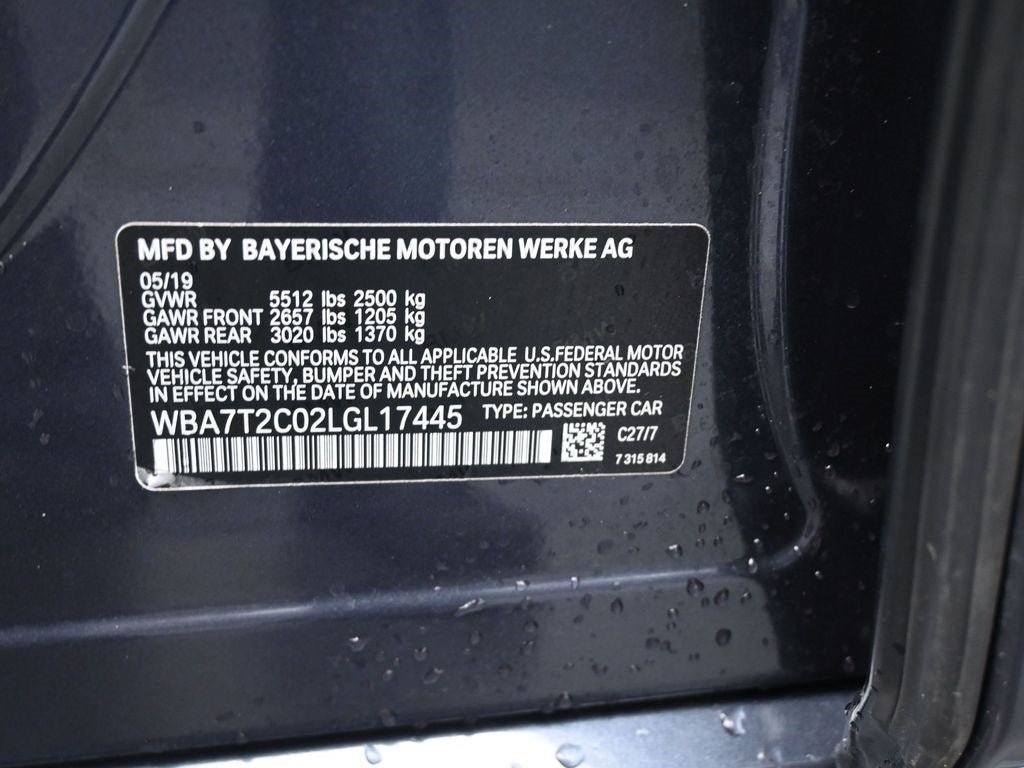 MFD BY BAYERISCHE MOTOREN WERKE AG
05/19
GVWR 5512 lbs 2500 kg
GAWR FRONT 2657 lbs 1205 kg
GAWR REAR 3020 lbs 1370 kg
THIS VEHICLE CONFORMS TO ALL APPLICABLE U.S.FEDERAL MOTOR
VEHICLE SAFETY, BUMPER AND THEFT PREVENTION STANDARDS
IN EFFECT ON THE DATE OF MANUFACTURE SHOWN ABOVE.
WBA7T2C02LGL17445 TYPE: PASSENGER CAR
C27/7
7 315 814